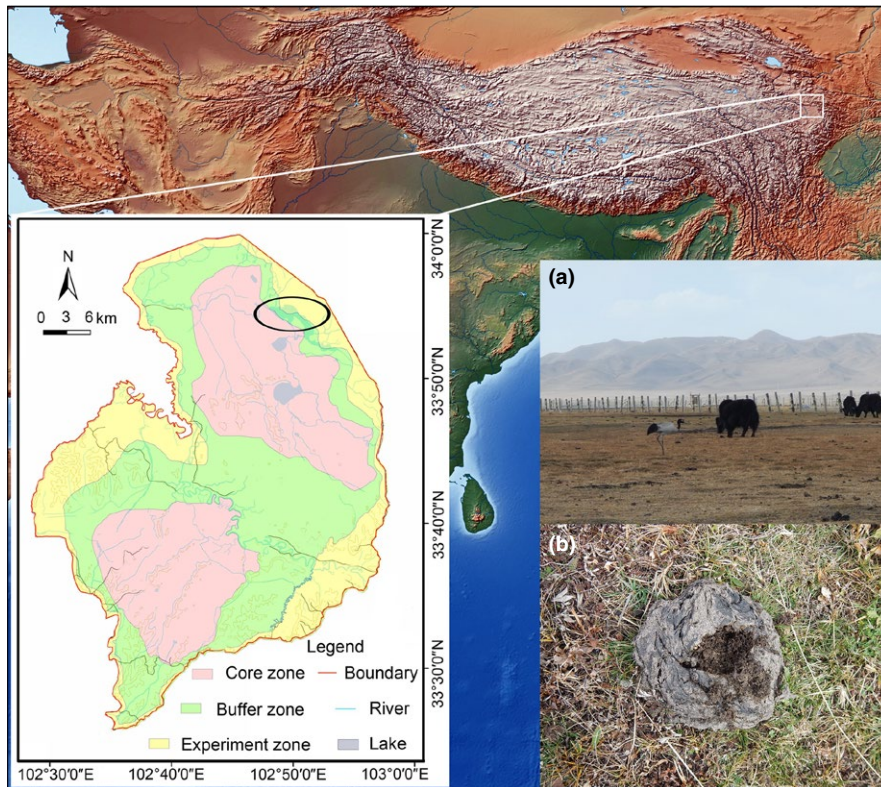 N
0 3 6 km
34°0′0″N
33°50′0″N
33°40′0″N
33°30′0″N
Legend
Core zone
Boundary
Buffer zone
River
Experiment zone
Lake
102°30′0″E
102°40′0″E
102°50′0″E
103°0′0″E
(a)
(b)